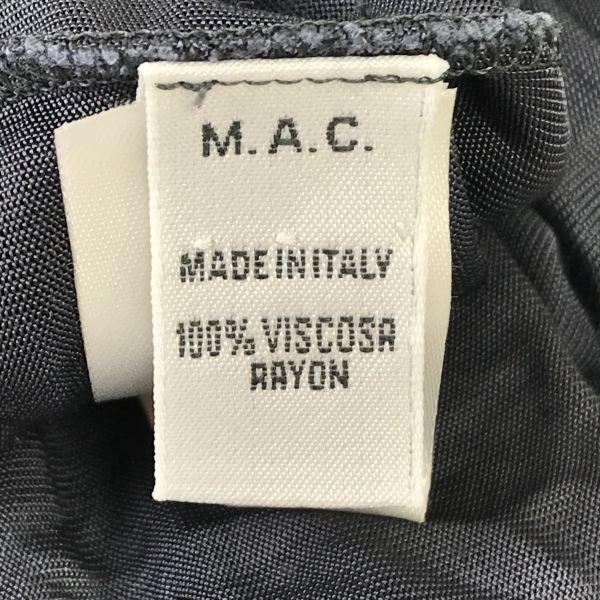 M.A.C.
MADE IN ITALY
100% VISCOSA
RAYON